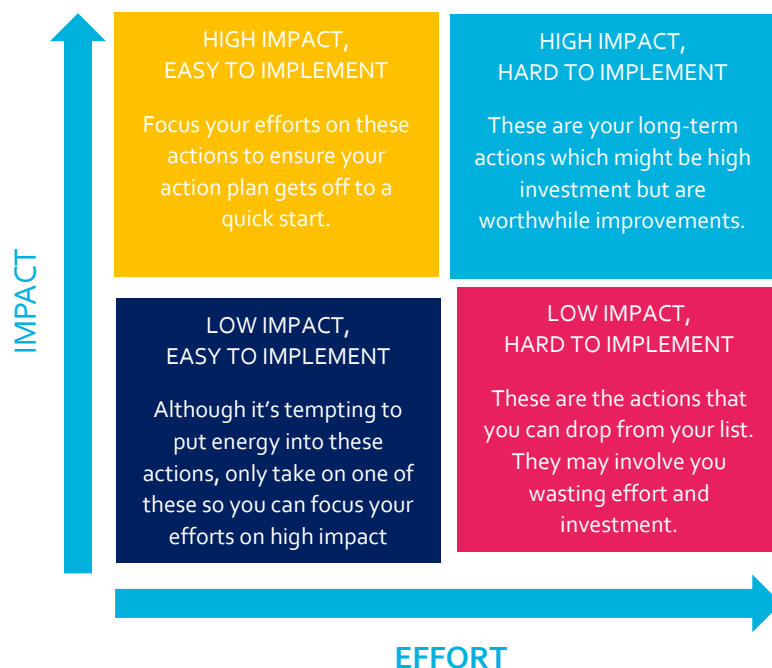 HIGH IMPACT,
EASY TO IMPLEMENT
Focus your efforts on these
actions to ensure your
action plan gets off to a
quick start.
HIGH IMPACT,
HARD TO IMPLEMENT
These are your long-term
actions which might be high
investment but are
worthwhile improvements.
IMPACT
LOW IMPACT,
EASY TO IMPLEMENT
Although it's tempting to
put energy into these
actions, only take on one of
these so you can focus your
efforts on high impact
LOW IMPACT,
HARD TO IMPLEMENT
These are the actions that
you can drop from your list.
They may involve you
wasting effort and
investment.
EFFORT